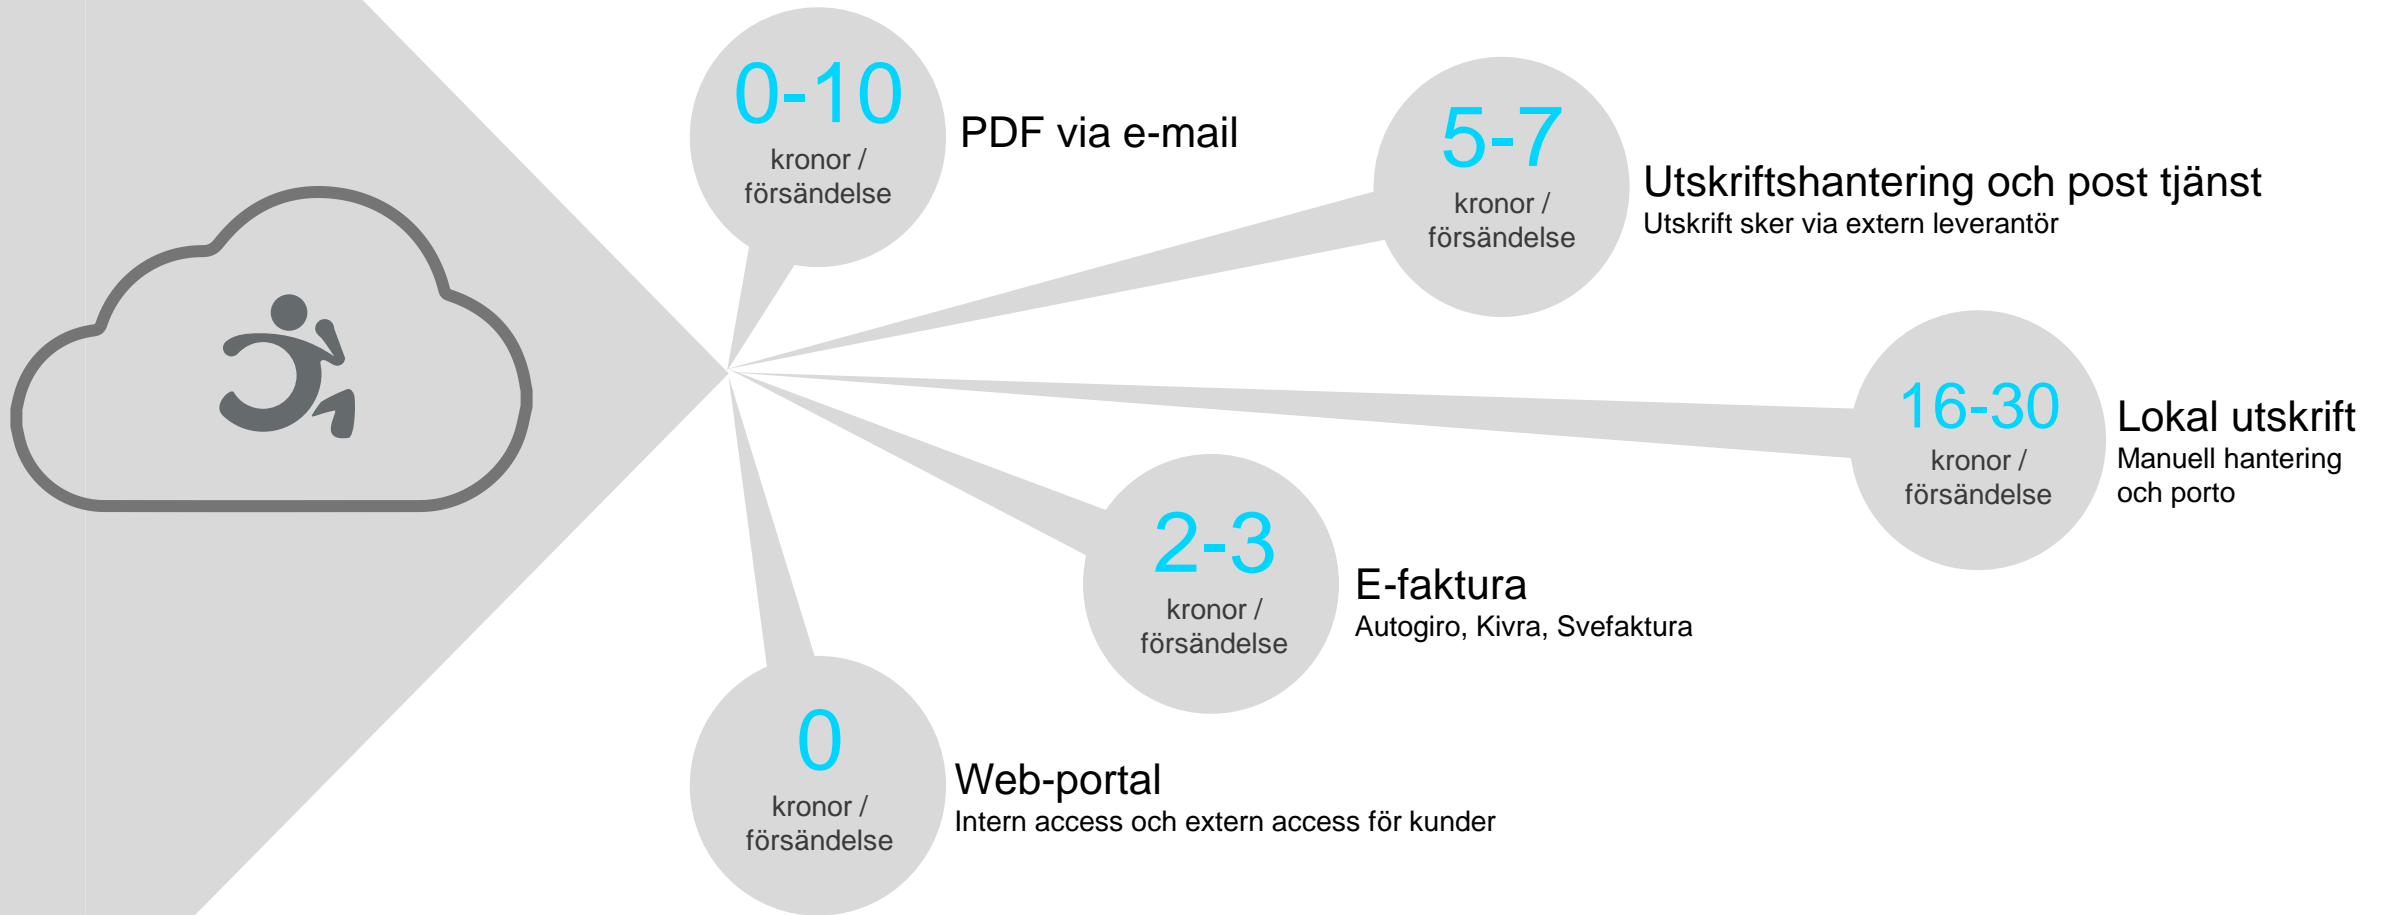 0-10
kronor /
försändelse
PDF via e-mail
5-7
kronor /
försändelse
Utskriftshantering och post tjänst
Utskrift sker via extern leverantör
16-30
kronor /
försändelse
Lokal utskrift
Manuell hantering
och porto
2-3
kronor /
försändelse
E-faktura
Autogiro, Kivra, Svefaktura
0
kronor /
försändelse
Web-portal
Intern access och extern access för kunder